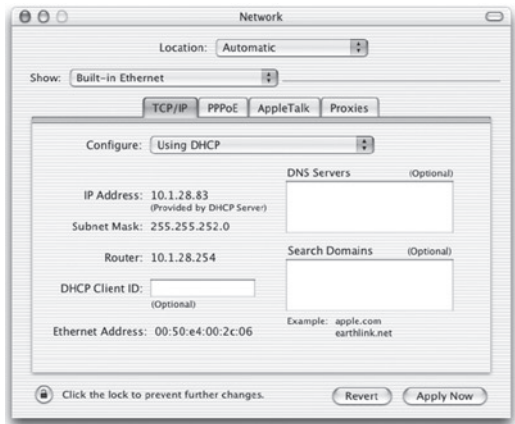 Network
Location: Automatic
Show: Built-in Ethernet
TCP/IP PPPoE AppleTalk Proxies
Configure: Using DHCP
DNS Servers (Optional)
IP Address: 10.1.28.83
(Provided by DHCP Server)
Subnet Mask: 255.255.252.0
Router: 10.1.28.254
Search Domains (Optional)
DHCP Client ID:
(Optional)
Example: apple.com
earthlink.net
Ethernet Address: 00:50:e4:00:2c:06
Click the lock to prevent further changes.
Revert Apply Now